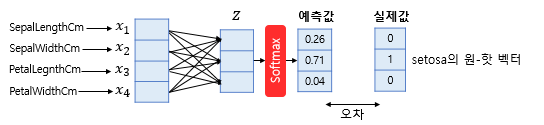 Z 예측값 실제값
SepalLengthCm x₁ 0.26 0
SepalWidthCm x₂ 0.71 1 setosa의 원-핫 벡터
PetalLegnthCm x₃ 0.04 0
PetalWidthCm x₄
Softmax
오차